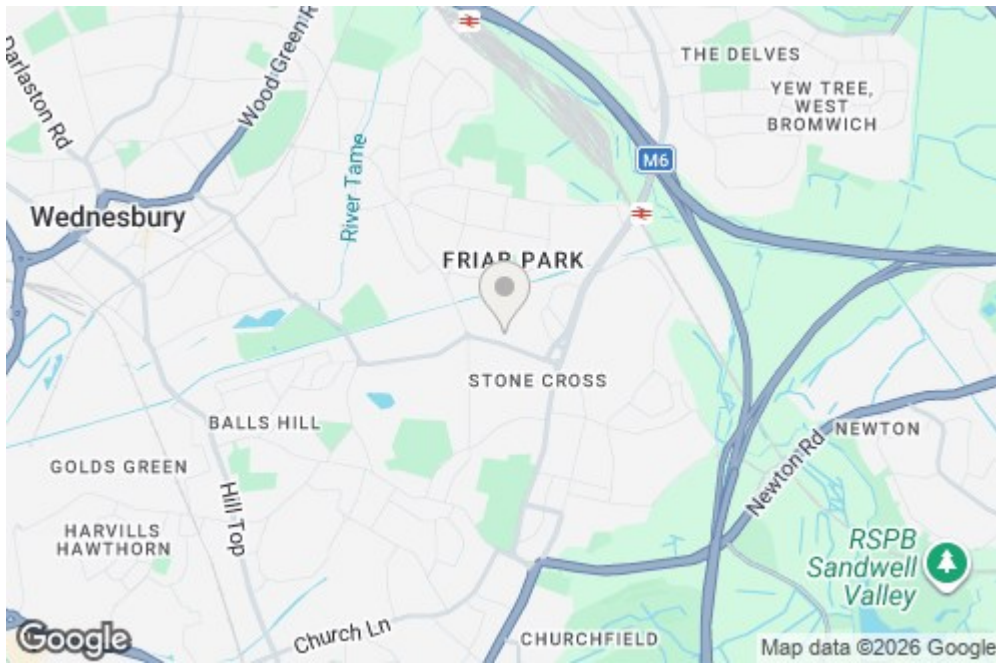 Darlaston Rd
Wood Green R
THE DELVES
YEW TREE,
WEST
BROMWICH
River Tame
M6
Wednesbury
FRIAR PARK
STONE CROSS
BALLS HILL
NEWTON
GOLDS GREEN
Hill Top
Newton Rd
HARVILLS
HAWTHORN
RSPB
Sandwell
Valley
Church Ln
CHURCHFIELD
Google
Map data ©2026 Google